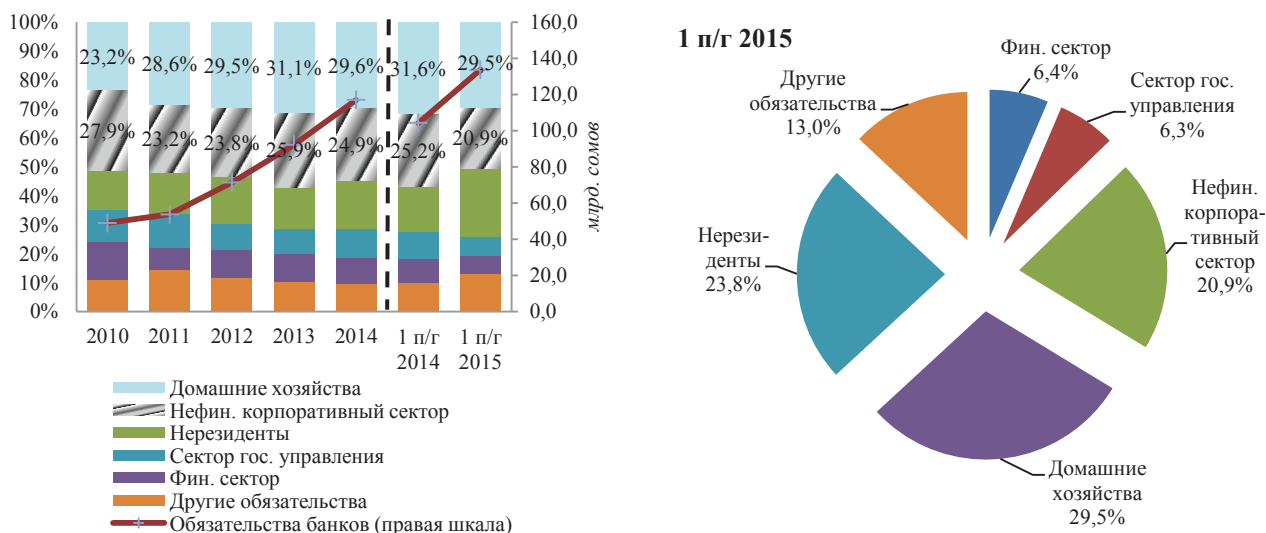 100%
90%
80%
70%
60%
50%
40%
30%
20%
10%
0%
23,2%
28,6%
29,5%
31,1%
29,6%
31,6%
29,5%
27,9%
23,2%
23,8%
25,9%
24,9%
25,2%
20,9%
160,0
140,0
120,0
100,0
80,0
60,0
40,0
20,0
0,0
млрд. сомов
2010
2011
2012
2013
2014
1 п/г
2014
1 п/г
2015
Домашние хозяйства
Нефин. корпоративный сектор
Нерезиденты
Сектор гос. управления
Фин. сектор
Другие обязательства
Обязательства банков (правая шкала)
1 п/г 2015
Фин. сектор
6,4%
Сектор гос.
управления
6,3%
Нефин.
корпора-
тивный
сектор
20,9%
Домашние
хозяйства
29,5%
Нерези-
денты
23,8%
Другие
обязательства
13,0%